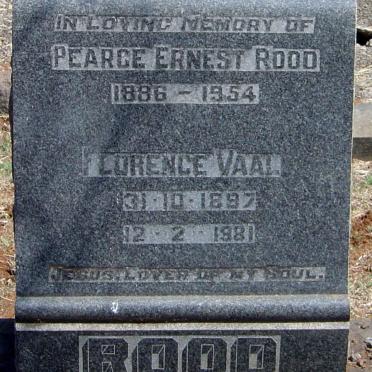 IN LOVING MEMORY OF
PEARCE ERNEST ROOD
1886 - 1954
FLORENCE VAAL
31-10-1897
12-2-1981
JESUS, LOVER OF MY SOUL.
ROOD